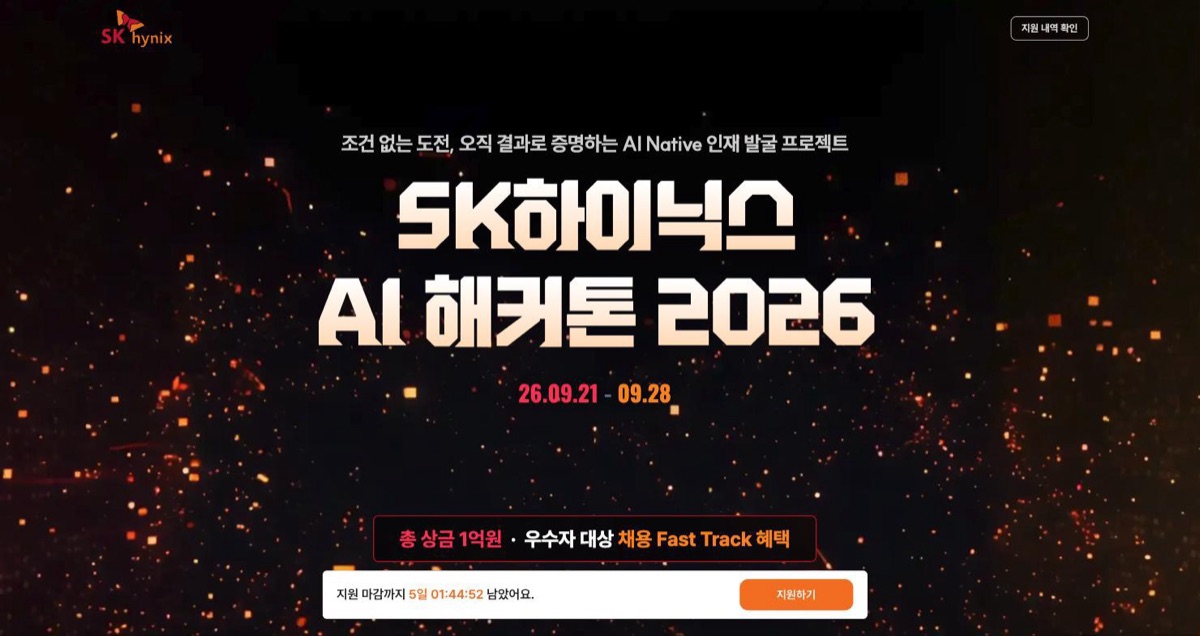 SK hynix
지원 내역 확인
조건 없는 도전, 오직 결과로 증명하는 AI Native 인재 발굴 프로젝트
SK하이닉스
AI 해커톤 2026
26.09.21 - 09.28
총 상금 1억원 · 우수자 대상 채용 Fast Track 혜택
지원 마감까지 5일 01:44:52 남았어요.
지원하기